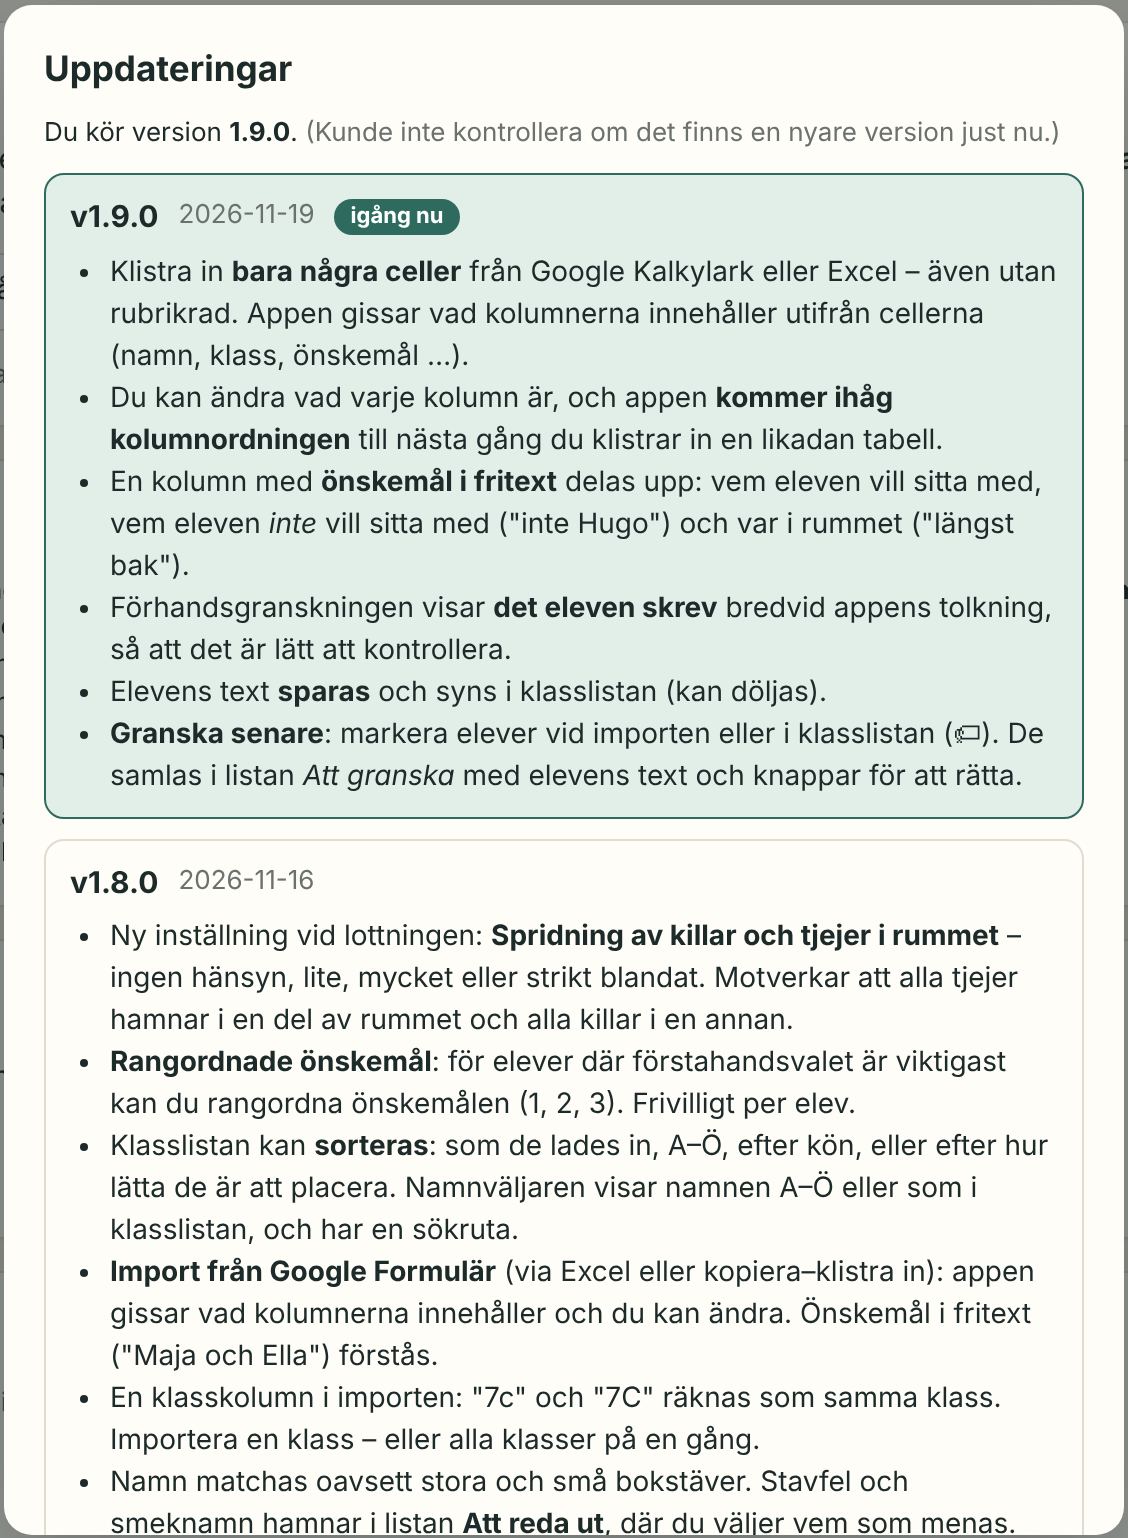 Uppdateringar
Du kör version 1.9.0. (Kunde inte kontrollera om det finns en nyare version just nu.)
v1.9.0 2026-11-19 igång nu
• Klistra in bara några celler från Google Kalkylark eller Excel – även utan
rubrikrad. Appen gissar vad kolumnerna innehåller utifrån cellerna
(namn, klass, önskemål ...).
• Du kan ändra vad varje kolumn är, och appen kommer ihåg
kolumnordningen till nästa gång du klistrar in en likadan tabell.
• En kolumn med önskemål i fritext delas upp: vem eleven vill sitta med,
vem eleven inte vill sitta med ("inte Hugo") och var i rummet ("längst
bak").
• Förhandsgranskningen visar det eleven skrev bredvid appens tolkning,
så att det är lätt att kontrollera.
• Elevens text sparas och syns i klasslistan (kan döljas).
• Granska senare: markera elever vid importen eller i klasslistan (🏷). De
samlas i listan Att granska med elevens text och knappar för att rätta.
v1.8.0 2026-11-16
• Ny inställning vid lottningen: Spridning av killar och tjejer i rummet –
ingen hänsyn, lite, mycket eller strikt blandat. Motverkar att alla tjejer
hamnar i en del av rummet och alla killar i en annan.
• Rangordnade önskemål: för elever där förstahandsvalet är viktigast
kan du rangordna önskemålen (1, 2, 3). Frivilligt per elev.
• Klasslistan kan sorteras: som de lades in, A–Ö, efter kön, eller efter hur
lätta de är att placera. Namnväljaren visar namnen A–Ö eller som i
klasslistan, och har en sökruta.
• Import från Google Formulär (via Excel eller kopiera–klistra in): appen
gissar vad kolumnerna innehåller och du kan ändra. Önskemål i fritext
("Maja och Ella") förstås.
• En klasskolumn i importen: "7c" och "7C" räknas som samma klass.
Importera en klass – eller alla klasser på en gång.
• Namn matchas oavsett stora och små bokstäver. Stavfel och
smeknamn hamnar i listan Att reda ut, där du väljer vem som menas.